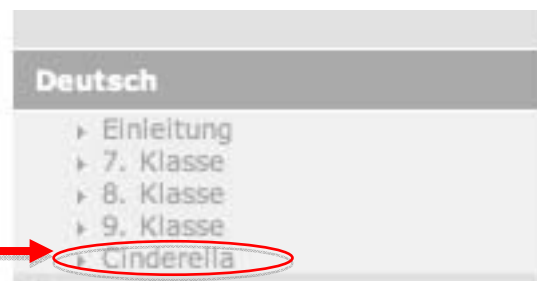 Deutsch
Einleitung
7. Klasse
8. Klasse
9. Klasse
Cinderella